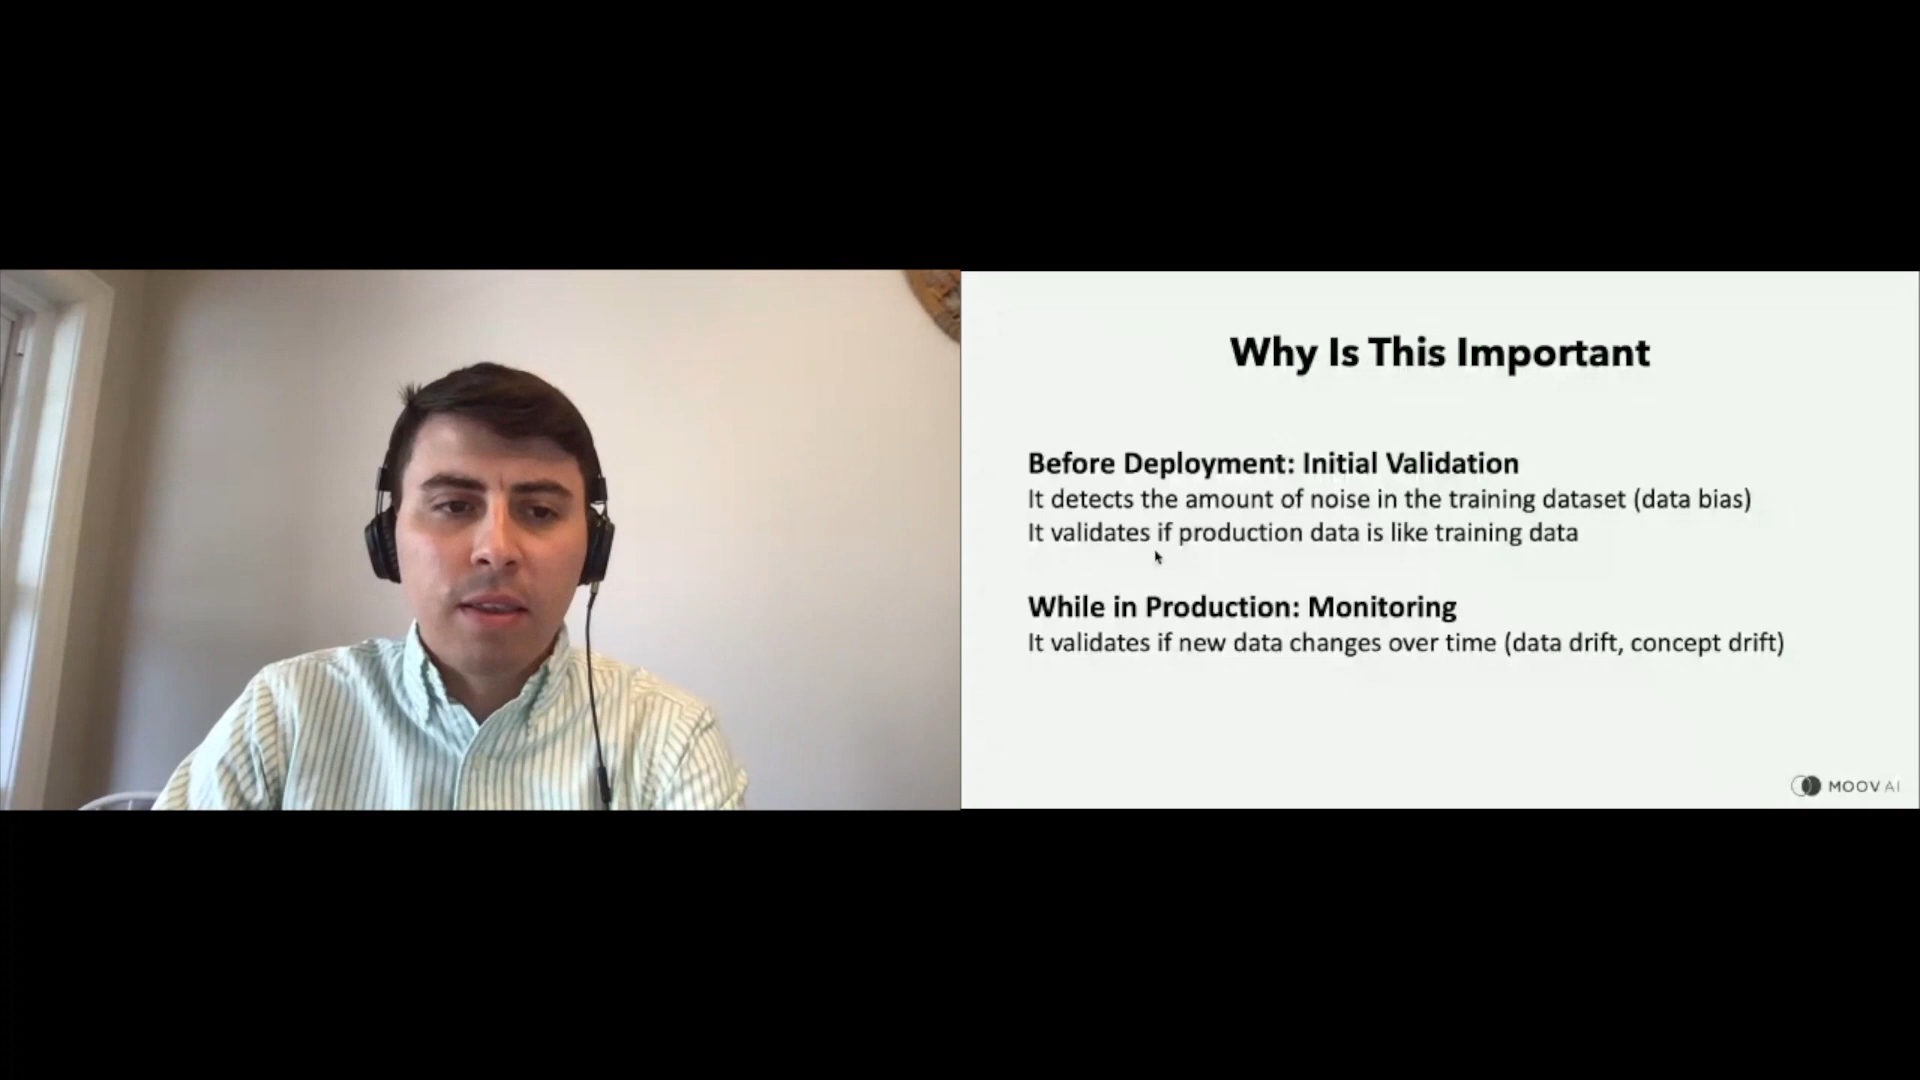 Why Is This Important
Before Deployment: Initial Validation
It detects the amount of noise in the training dataset (data bias)
It validates if production data is like training data
While in Production: Monitoring
It validates if new data changes over time (data drift, concept drift)
MOOV AI